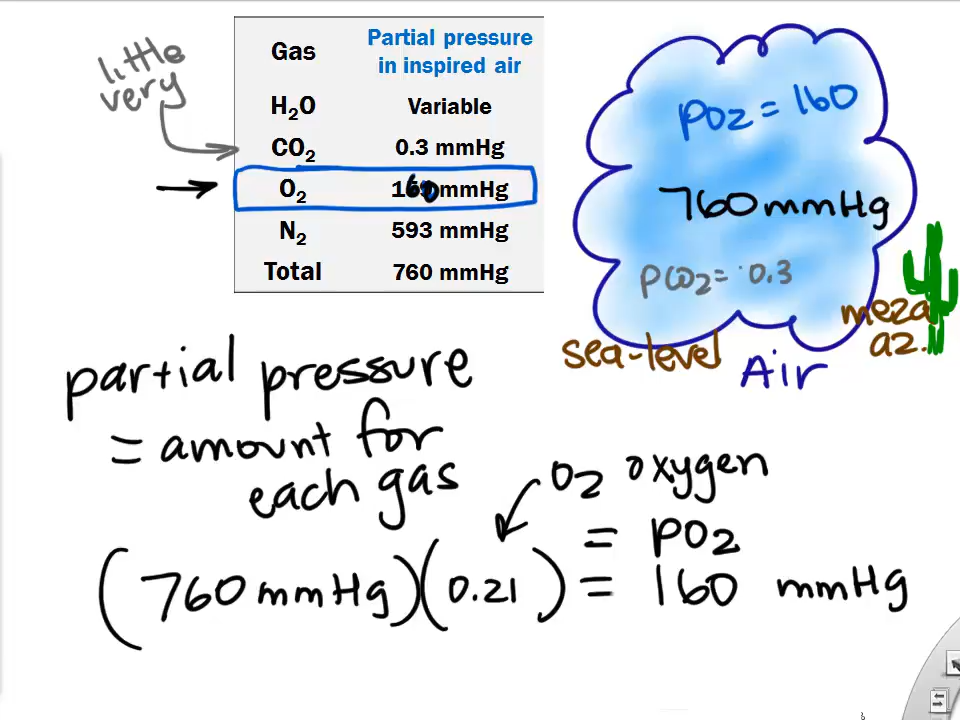 little
very
Gas Partial pressure
in inspired air
H₂O Variable
CO₂ 0.3 mmHg
O₂ 160 mmHg
N₂ 593 mmHg
Total 760 mmHg
PO₂ = 160
760 mmHg
PCO₂ = 0.3
meza
az.
sea-level
Air
partial pressure
= amount for
each gas
O₂ oxygen
= PO₂
(760 mmHg)(0.21) = 160 mmHg